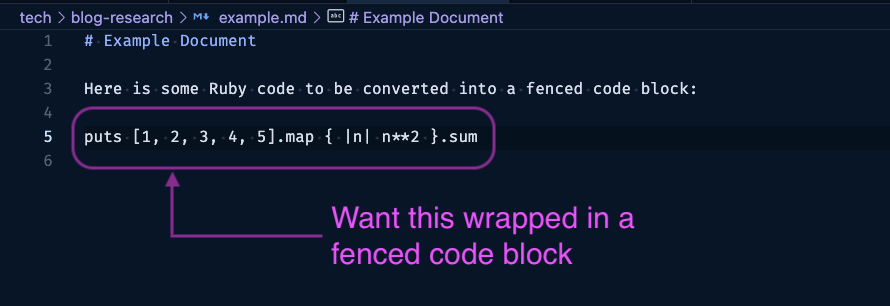 tech > blog-research > example.md > # Example Document
1 # Example Document
2
3 Here is some Ruby code to be converted into a fenced code block:
4
5 puts [1, 2, 3, 4, 5].map { |n| n**2 }.sum
6
Want this wrapped in a
fenced code block